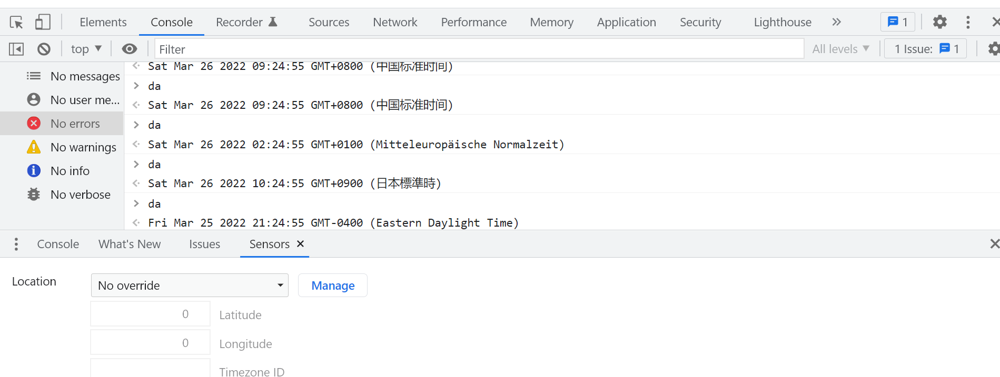 Elements Console Recorder Sources Network Performance Memory Application Security Lighthouse 1
top Filter All levels 1 Issue: 1
No messages
No user me...
No errors
No warnings
No info
No verbose
Sat Mar 26 2022 09:24:55 GMT+0800 (中国标准时间)
da
Sat Mar 26 2022 09:24:55 GMT+0800 (中国标准时间)
da
Sat Mar 26 2022 02:24:55 GMT+0100 (Mitteleuropäische Normalzeit)
da
Sat Mar 26 2022 10:24:55 GMT+0900 (日本標準時)
da
Fri Mar 25 2022 21:24:55 GMT-0400 (Eastern Daylight Time)
Console What's New Issues Sensors
Location No override Manage
0 Latitude
0 Longitude
Timezone ID